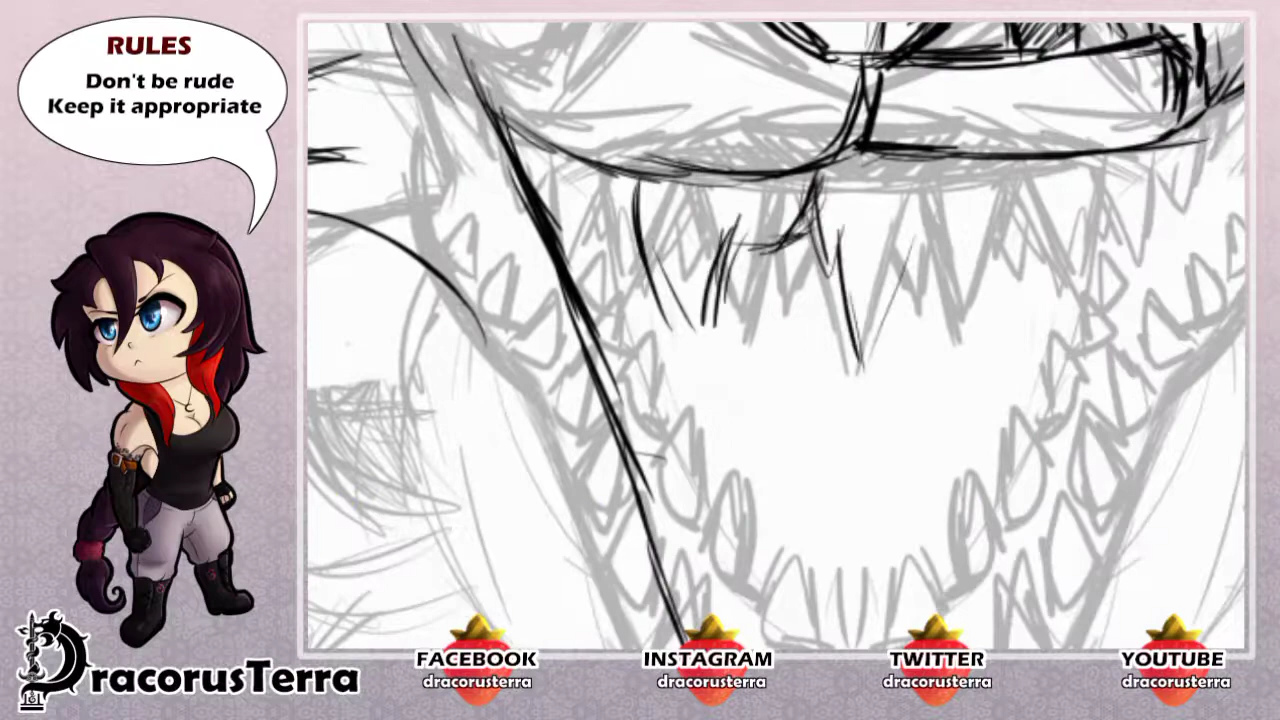 RULES
Don't be rude
Keep it appropriate
DracorusTerra
FACEBOOK
dracorusterra
INSTAGRAM
dracorusterra
TWITTER
dracorusterra
YOUTUBE
dracorusterra